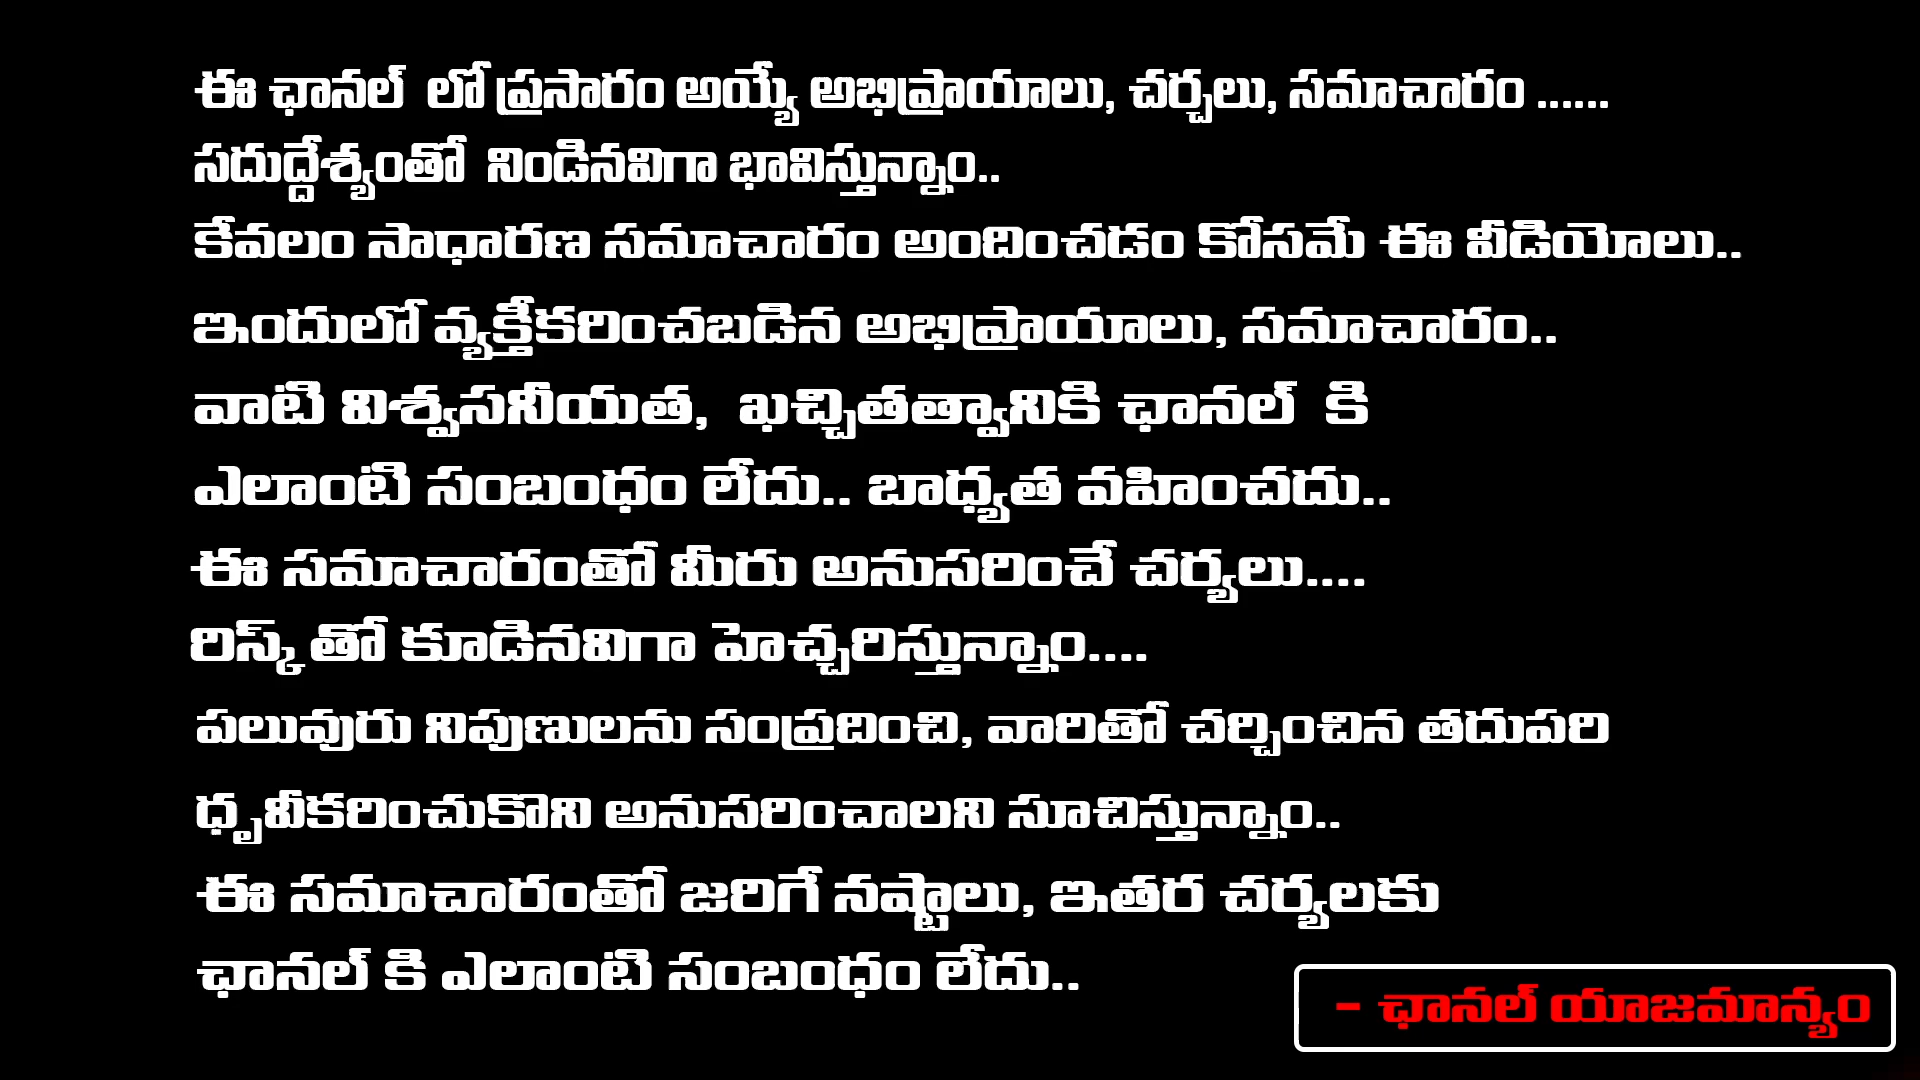 ఈ ఛానల్ లో ప్రసారం అయ్యే అభిప్రాయాలు, చర్చలు, సమాచారం ......
సదుద్దేశ్యంతో నిండినవిగా భావిస్తున్నాం..
కేవలం సాధారణ సమాచారం అందించడం కోసమే ఈ వీడియోలు..
ఇందులో వ్యక్తీకరించబడిన అభిప్రాయాలు, సమాచారం..
వాటి విశ్వసనీయత, ఖచ్చితత్వానికి ఛానల్ కి
ఎలాంటి సంబంధం లేదు.. బాధ్యత వహించదు..
ఈ సమాచారంతో మీరు అనుసరించే చర్యలు....
రిస్క్ తో కూడినవిగా హెచ్చరిస్తున్నాం....
పలువురు నిపుణులను సంప్రదించి, వారితో చర్చించిన తదుపరి
ధృవీకరించుకొని అనుసరించాలని సూచిస్తున్నాం..
ఈ సమాచారంతో జరిగే నష్టాలు, ఇతర చర్యలకు
ఛానల్ కి ఎలాంటి సంబంధం లేదు..
- ఛానల్ యాజమాన్యం